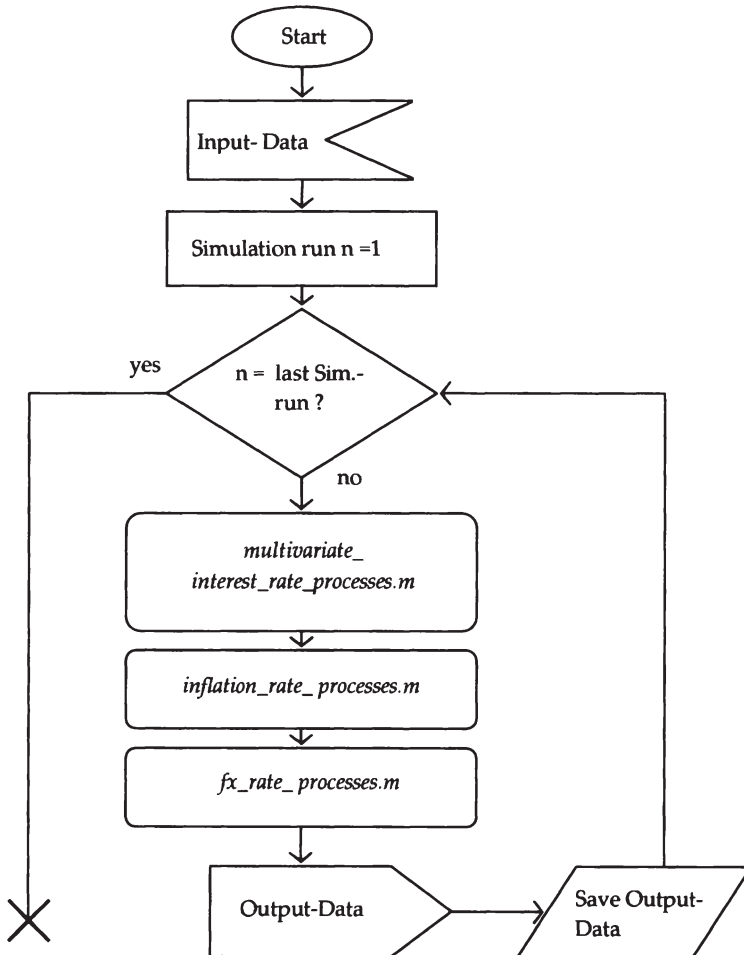 Start
Input- Data
Simulation run n =1
yes
n = last Sim.-
run ?
no
multivariate_
interest_rate_processes.m
inflation_rate_ processes.m
fx_rate_ processes.m
Output-Data
Save Output-
Data